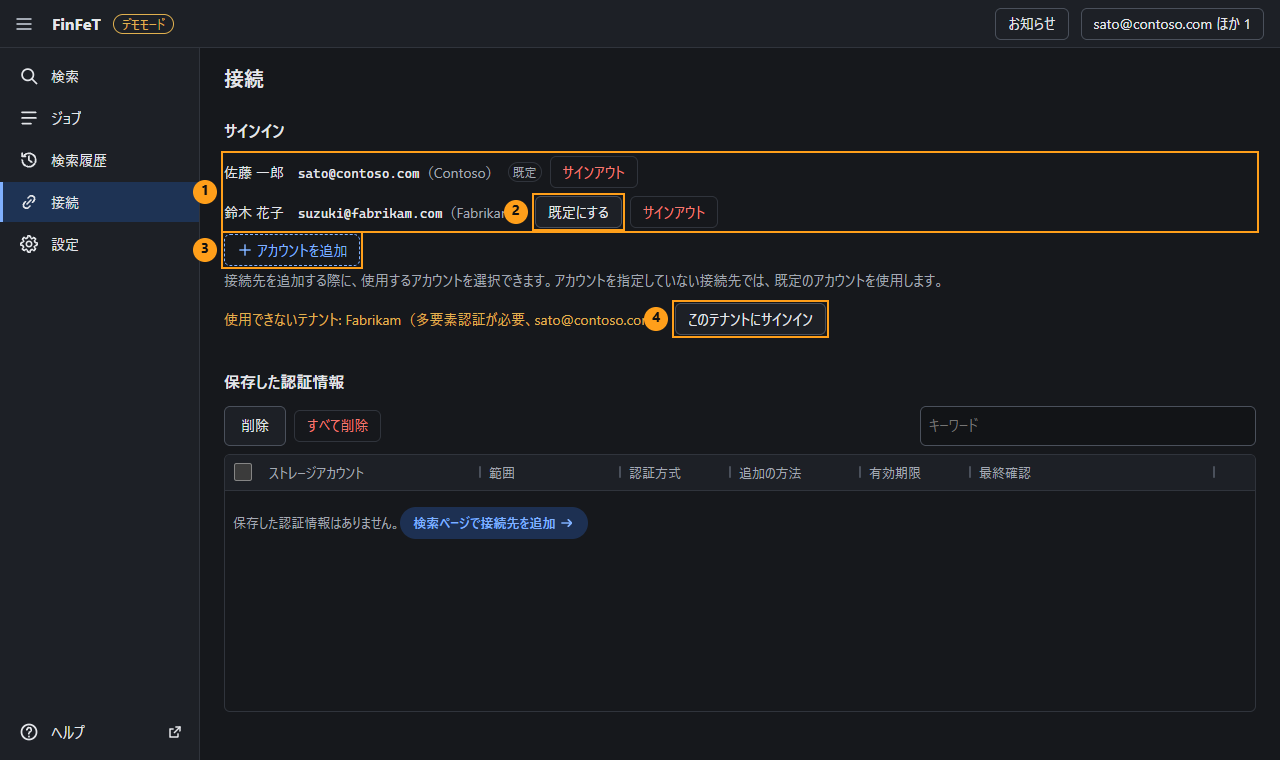 FinFeT デモモード お知らせ sato@contoso.com ほか 1
検索
ジョブ
検索履歴
接続
設定
ヘルプ
接続
サインイン
佐藤 一郎 sato@contoso.com（Contoso） 既定 サインアウト
1
鈴木 花子 suzuki@fabrikam.com 2 既定にする サインアウト
3 ＋ アカウントを追加
接続先を追加する際に、使用するアカウントを選択できます。アカウントを指定していない接続先では、既定のアカウントを使用します。
使用できないテナント: Fabrikam（多要素認証が必要、 4 このテナントにサインイン
保存した認証情報
削除 すべて削除 キーワード
ストレージアカウント 範囲 認証方式 追加の方法 有効期限 最終確認
保存した認証情報はありません。 検索ページで接続先を追加 →